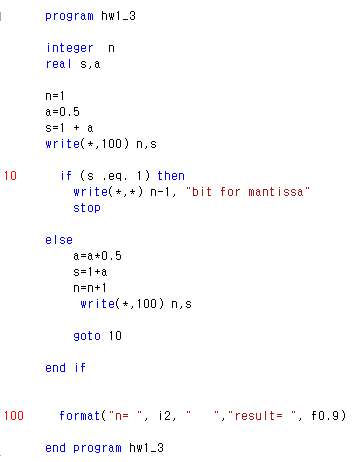 program hw1_3
integer  n
real s,a
n=1
a=0.5
s=1 + a
write(*,100) n,s
10      if (s .eq. 1) then
write(*,*) n-1, "bit for mantissa"
stop
else
a=a*0.5
s=1+a
n=n+1
write(*,100) n,s
goto 10
end if
100     format("n= ", i2, "   ","result= ", f0.9)
end program hw1_3